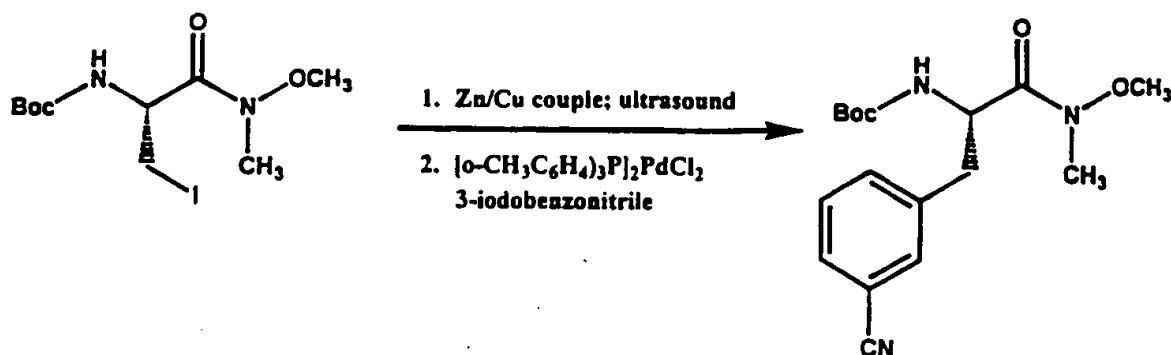 O
H
N
Boc
N
OCH3
CH3
I
1. Zn/Cu couple; ultrasound
2. [o-CH3C6H4)3P]2PdCl2
3-iodobenzonitrile
O
H
N
Boc
N
OCH3
CH3
CN